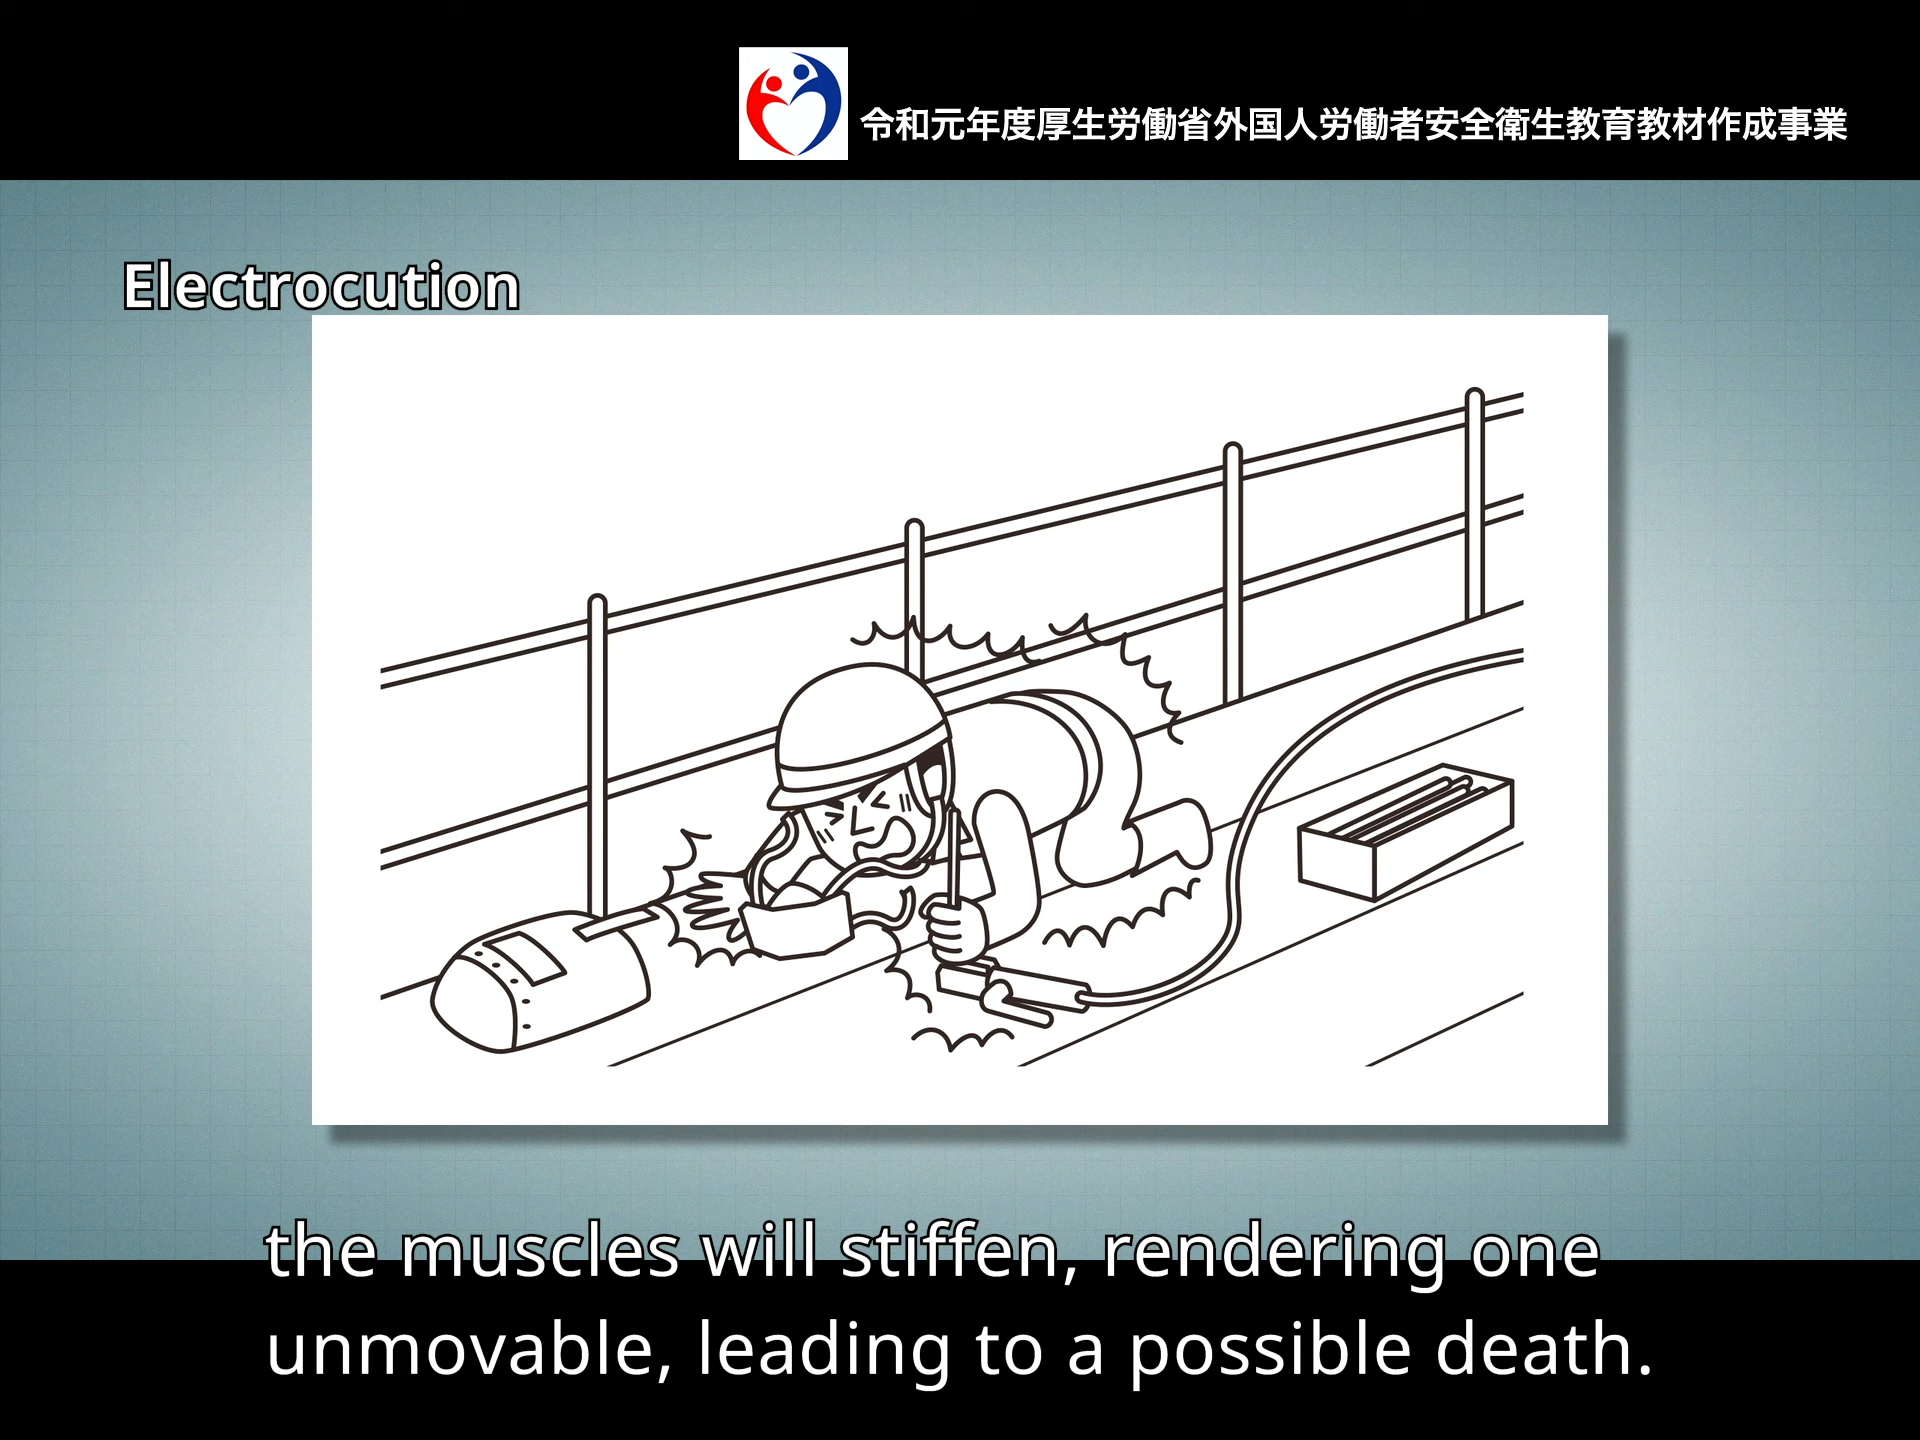 令和元年度厚生労働省外国人労働者安全衛生教育教材作成事業
Electrocution
the muscles will stiffen, rendering one
unmovable, leading to a possible death.